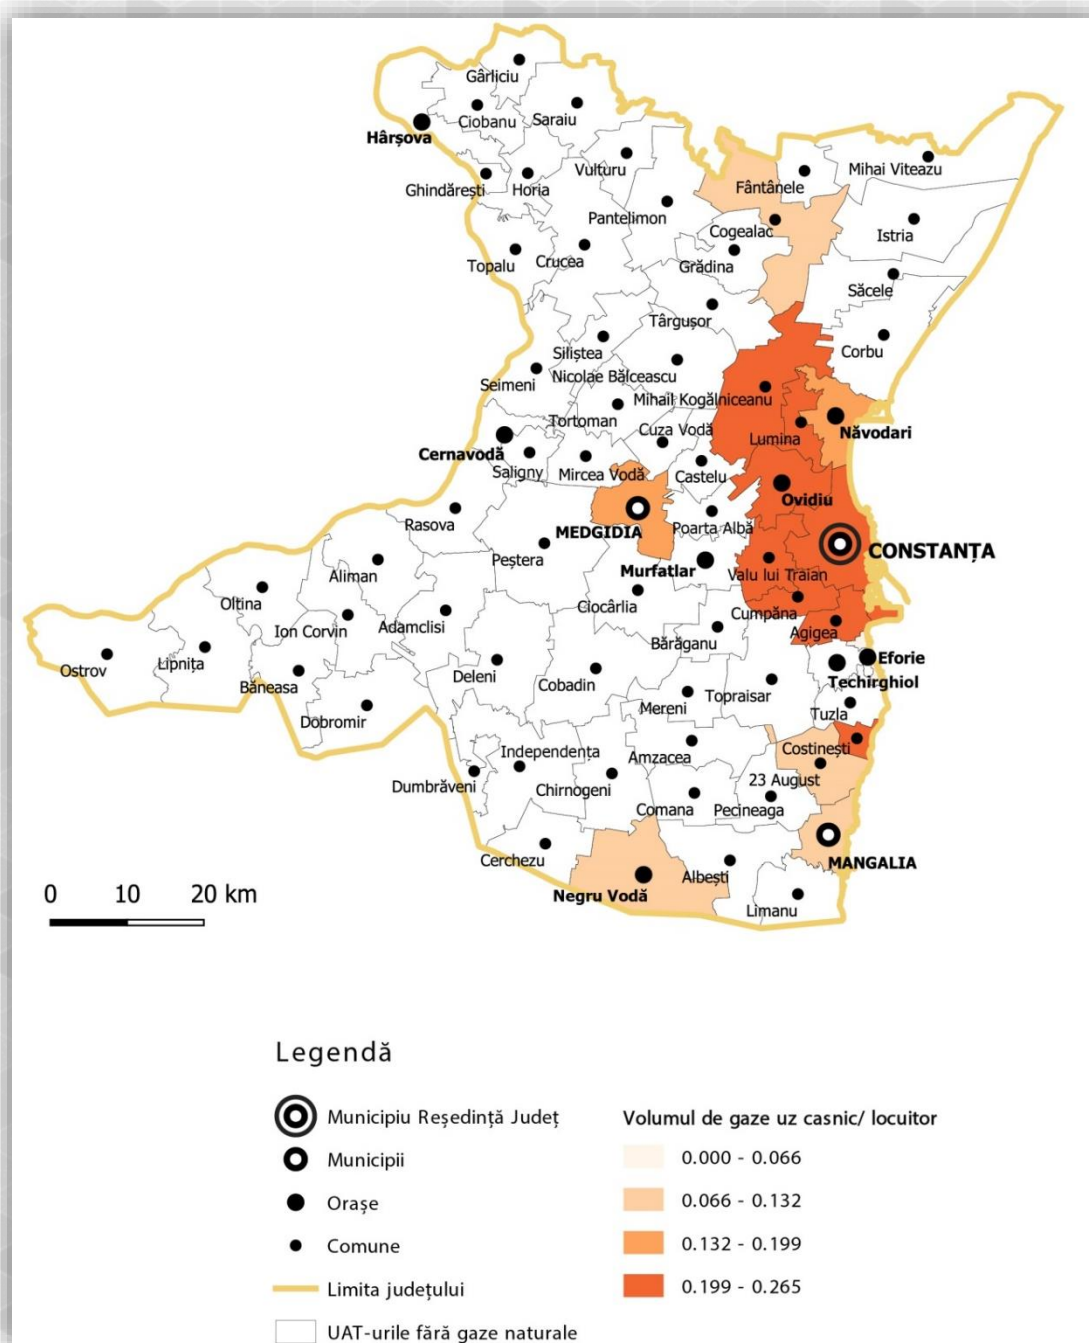 Gârliciu
Ciobanu
Saraiu
Hârșova
Vulturu
Mihai Viteazu
Ghindărești
Horia
Fântânele
Pantelimon
Cogealac
Istria
Topalu
Crucea
Grădina
Săcele
Târgușor
Siliștea
Corbu
Seimeni
Nicolae Bălcescu
Mihail Kogălniceanu
Tortoman
Cuza Vodă
Lumina
Năvodari
Cernavodă
Saligny
Mircea Vodă
Castelu
Ovidiu
Rasova
MEDGIDIA
Poarta Albă
CONSTANȚA
Peștera
Murfatlar
Valu lui Traian
Aliman
Oltina
Ciocârlia
Cumpăna
Ion Corvin
Adamclisi
Bărăganu
Agigea
Ostrov
Lipnița
Eforie
Băneasa
Deleni
Cobadin
Topraisar
Techirghiol
Dobromir
Mereni
Tuzla
Independența
Amzacea
Costinești
Dumbrăveni
Chirnogeni
23 August
Comana
Pecineaga
Cerchezu
MANGALIA
Negru Vodă
Albești
Limanu
0 10 20 km
Legendă
Municipiu Reședință Județ
Municipii
Orașe
Comune
Limita județului
UAT-urile fără gaze naturale
Volumul de gaze uz casnic/ locuitor
0.000 - 0.066
0.066 - 0.132
0.132 - 0.199
0.199 - 0.265